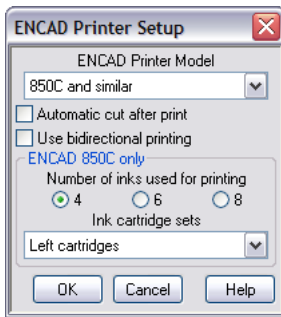 ENCAD Printer Setup
ENCAD Printer Model
850C and similar
Automatic cut after print
Use bidirectional printing
ENCAD 850C only
Number of inks used for printing
4 6 8
Ink cartridge sets
Left cartridges
OK Cancel Help